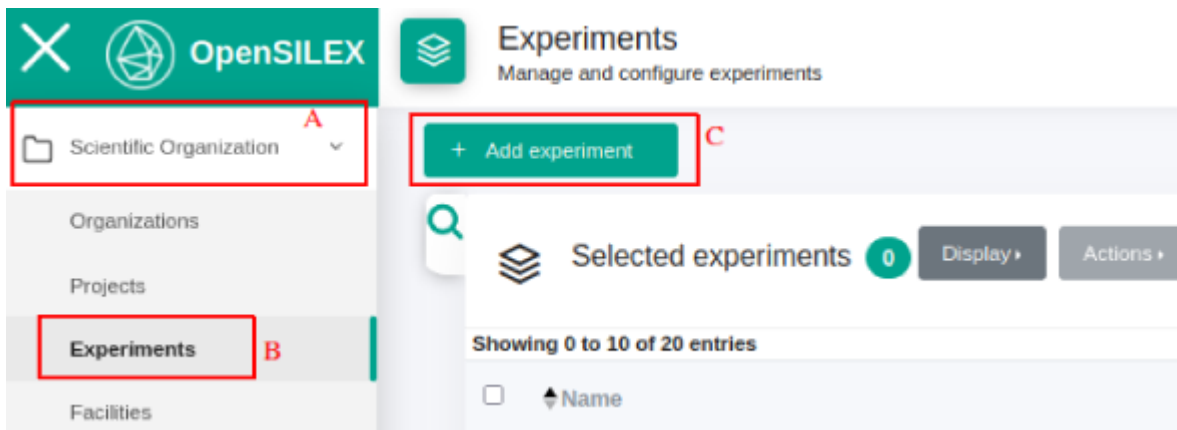 OpenSILEX
Experiments
Manage and configure experiments
A
Scientific Organization
+ Add experiment
C
Organizations
Selected experiments 0 Display Actions
Projects
Experiments
B
Showing 0 to 10 of 20 entries
Name
Facilities